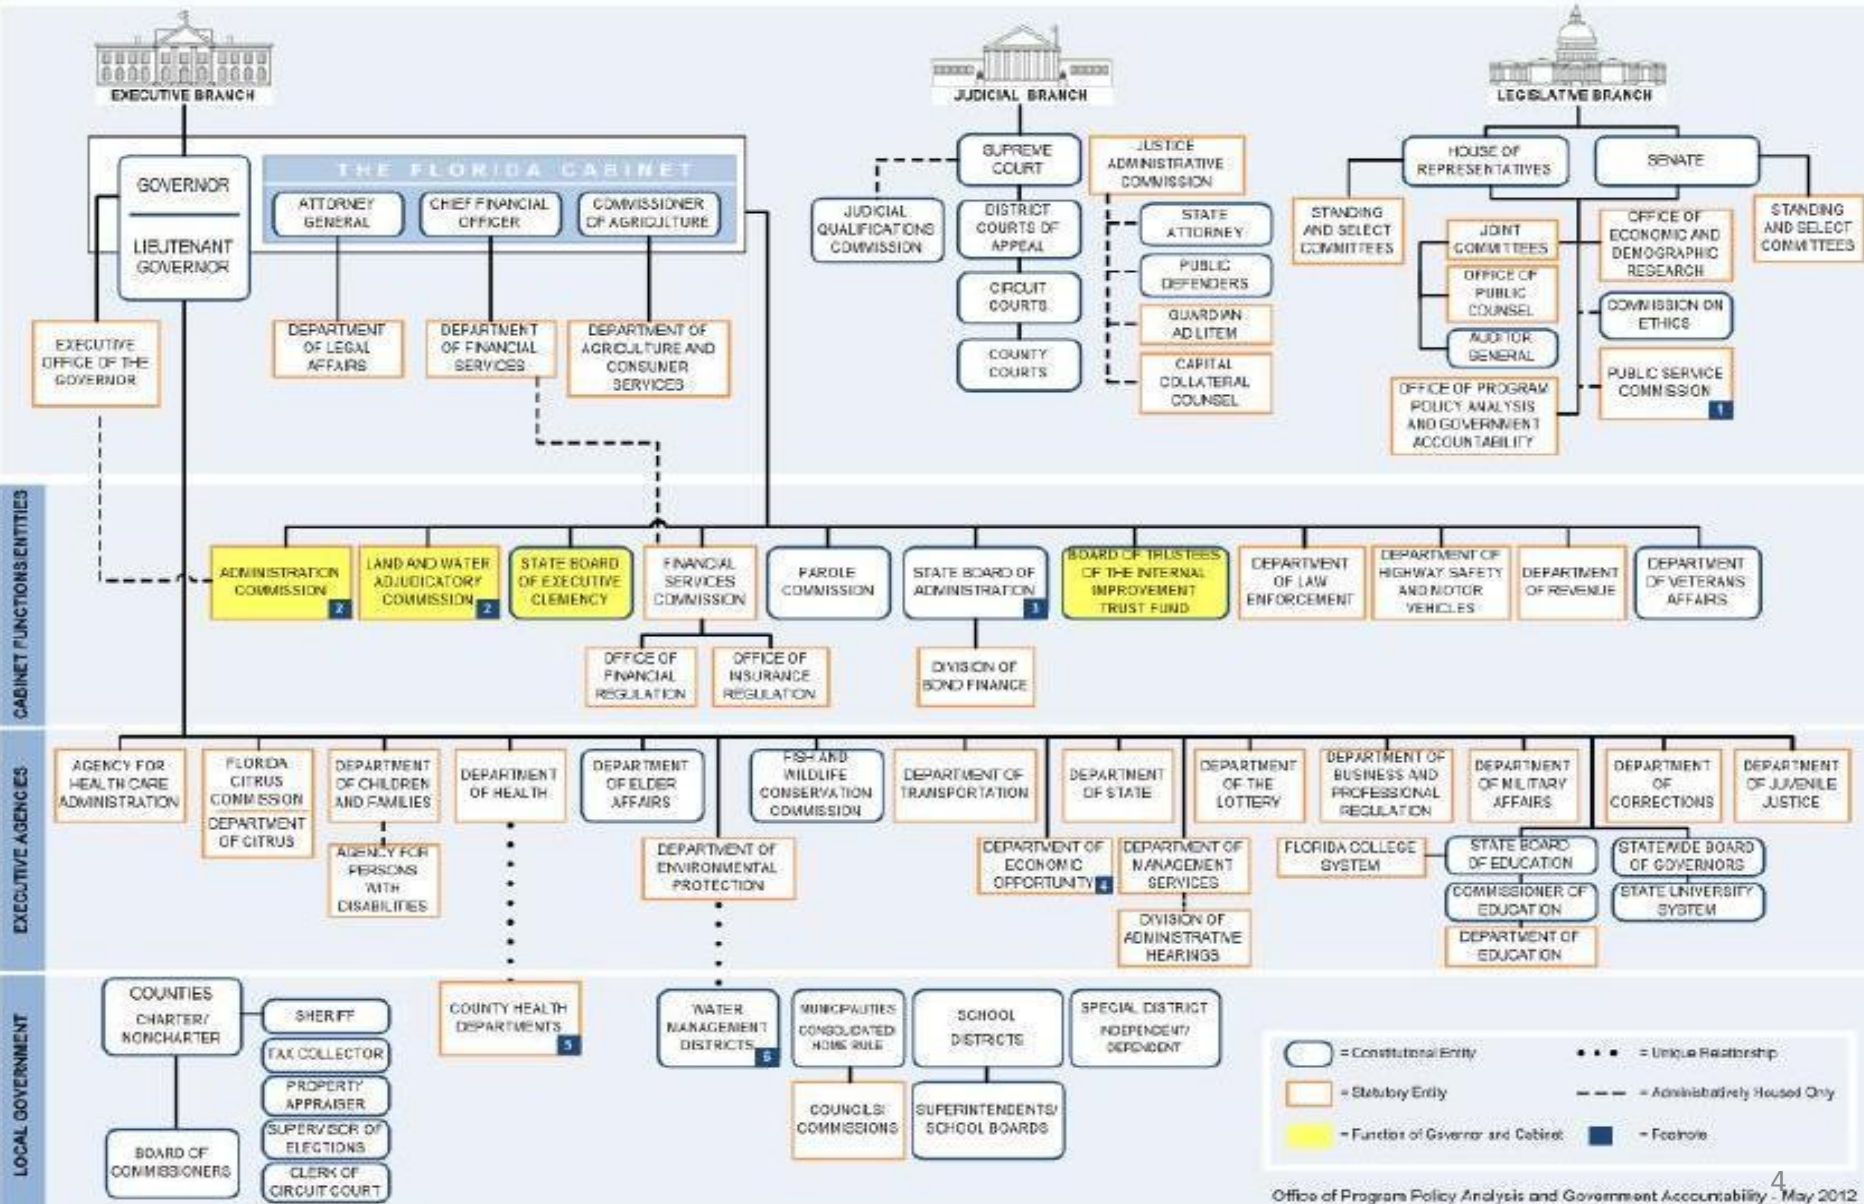 EXECUTIVE BRANCH
JUDICIAL BRANCH
LEGISLATIVE BRANCH
GOVERNOR
LIEUTENANT
GOVERNOR
THE FLORIDA CABINET
ATTORNEY
GENERAL
CHIEF FINANCIAL
OFFICER
COMMISSIONER
OF AGRICULTURE
EXECUTIVE
OFFICE OF THE
GOVERNOR
DEPARTMENT
OF LEGAL
AFFAIRS
DEPARTMENT
OF FINANCIAL
SERVICES
DEPARTMENT OF
AGRICULTURE AND
CONSUMER
SERVICES
SUPREME
COURT
JUDICIAL
QUALIFICATIONS
COMMISSION
DISTRICT
COURTS OF
APPEAL
CIRCUIT
COURTS
COUNTY
COURTS
JUSTICE
ADMINISTRATIVE
COMMISSION
STATE
ATTORNEY
PUBLIC
DEFENDERS
GUARDIAN
AD LITEM
CAPITAL
COLLATERAL
COUNSEL
HOUSE OF
REPRESENTATIVES
SENATE
STANDING
AND SELECT
COMMITTEES
JOINT
COMMITTEES
OFFICE OF
PUBLIC
COUNSEL
AUDITOR
GENERAL
OFFICE OF PROGRAM
POLICY ANALYSIS
AND GOVERNMENT
ACCOUNTABILITY
OFFICE OF
ECONOMIC AND
DEMOGRAPHIC
RESEARCH
COMMISSION ON
ETHICS
PUBLIC SERVICE
COMMISSION
1
STANDING
AND SELECT
COMMITTEES
CABINET FUNCTIONS/ENTITIES
ADMINISTRATION
COMMISSION
2
LAND AND WATER
ADJUDICATORY
COMMISSION
2
STATE BOARD
OF EXECUTIVE
CLEMENCY
FINANCIAL
SERVICES
COMMISSION
PAROLE
COMMISSION
STATE BOARD OF
ADMINISTRATION
3
BOARD OF TRUSTEES
OF THE INTERNAL
IMPROVEMENT
TRUST FUND
DEPARTMENT
OF LAW
ENFORCEMENT
DEPARTMENT OF
HIGHWAY SAFETY
AND MOTOR
VEHICLES
DEPARTMENT
OF REVENUE
DEPARTMENT
OF VETERANS
AFFAIRS
OFFICE OF
FINANCIAL
REGULATION
OFFICE OF
INSURANCE
REGULATION
DIVISION OF
BOND FINANCE
EXECUTIVE AGENCIES
AGENCY FOR
HEALTH CARE
ADMINISTRATION
FLORIDA
CITRUS
COMMISSION
DEPARTMENT
OF CITRUS
DEPARTMENT
OF CHILDREN
AND FAMILIES
AGENCY FOR
PERSONS
WITH
DISABILITIES
DEPARTMENT
OF HEALTH
DEPARTMENT
OF ELDER
AFFAIRS
DEPARTMENT OF
ENVIRONMENTAL
PROTECTION
FISH AND
WILDLIFE
CONSERVATION
COMMISSION
DEPARTMENT OF
TRANSPORTATION
DEPARTMENT OF
ECONOMIC
OPPORTUNITY
4
DEPARTMENT
OF STATE
DEPARTMENT OF
MANAGEMENT
SERVICES
DIVISION OF
ADMINISTRATIVE
HEARINGS
DEPARTMENT
OF THE
LOTTERY
DEPARTMENT OF
BUSINESS AND
PROFESSIONAL
REGULATION
DEPARTMENT
OF MILITARY
AFFAIRS
DEPARTMENT
OF
CORRECTIONS
DEPARTMENT
OF JUVENILE
JUSTICE
FLORIDA COLLEGE
SYSTEM
STATE BOARD
OF EDUCATION
COMMISSIONER OF
EDUCATION
DEPARTMENT OF
EDUCATION
STATEWIDE BOARD
OF GOVERNORS
STATE UNIVERSITY
SYSTEM
LOCAL GOVERNMENT
COUNTIES
CHARTER/
NONCHARTER
BOARD OF
COMMISSIONERS
SHERIFF
TAX COLLECTOR
PROPERTY
APPRAISER
SUPERVISOR OF
ELECTIONS
CLERK OF
CIRCUIT COURT
COUNTY HEALTH
DEPARTMENTS
5
WATER
MANAGEMENT
DISTRICTS
6
MUNICIPALITIES
CONSOLIDATED/
HOME RULE
COUNCILS/
COMMISSIONS
SCHOOL
DISTRICTS
SUPERINTENDENTS/
SCHOOL BOARDS
SPECIAL DISTRICT
INDEPENDENT/
DEPENDENT
= Constitutional Entity
= Statutory Entity
= Function of Governor and Cabinet
= Unique Relationship
= Administratively Housed Only
= Footnote
4
Office of Program Policy Analysis and Government Accountability - May 2012